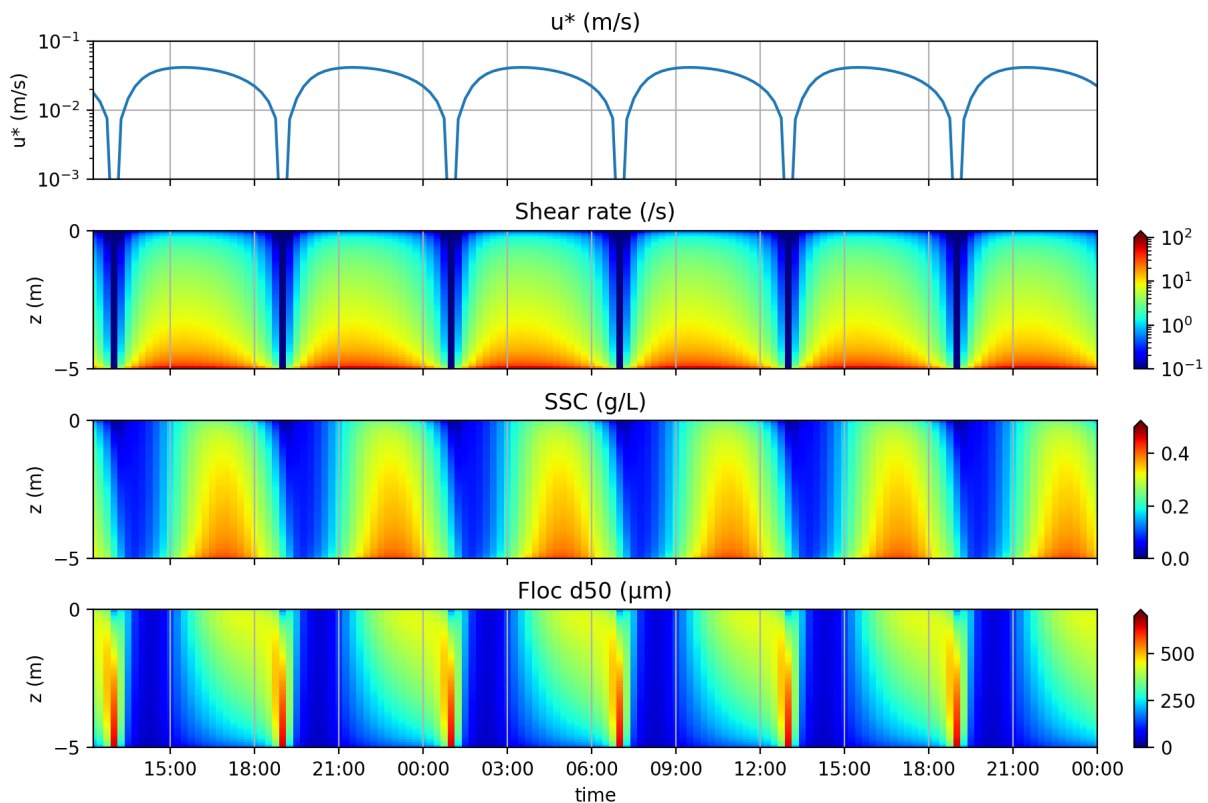 u* (m/s)
10⁻¹
10⁻²
10⁻³
u* (m/s)
Shear rate (/s)
0
−5
z (m)
10²
10¹
10⁰
10⁻¹
SSC (g/L)
0
−5
z (m)
0.4
0.2
0.0
Floc d50 (μm)
0
−5
z (m)
500
250
0
15:00 18:00 21:00 00:00 03:00 06:00 09:00 12:00 15:00 18:00 21:00 00:00
time